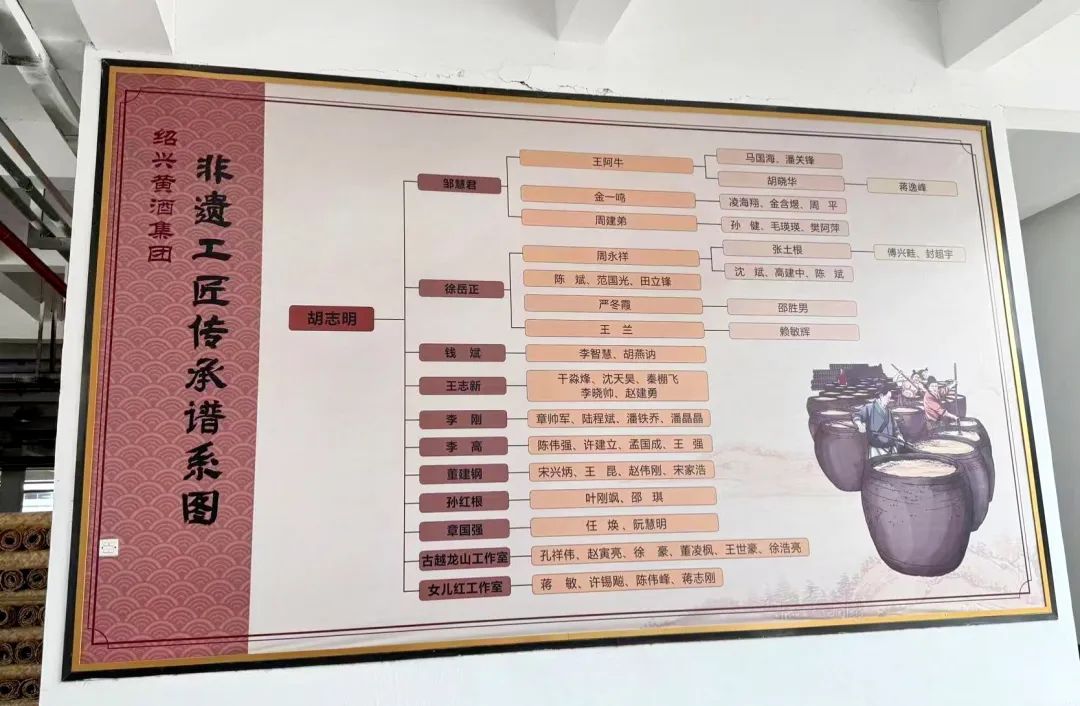 绍兴黄酒集团
非遗工匠传承谱系图
胡志明
邹慧君
王阿牛
马国海、潘关锋
胡晓华
蒋逸峰
金一鸣
凌海翔、金含煜、周 平
周建弟
孙 健、毛瑛瑛、樊阿萍
徐岳正
周永祥
张土根
傅兴畦、封超宇
沈 斌、高建中、陈 斌
陈 斌、范国光、田立锋
严冬霞
邵胜男
王 兰
赖敏辉
钱 斌
李智慧、胡燕讷
王志新
干淼烽、沈天昊、秦棚飞
李晓帅、赵建勇
李 刚
章帅军、陆程斌、潘铁乔、潘晶晶
李 高
陈伟强、许建立、孟国成、王 强
董建钢
宋兴炳、王 昆、赵伟刚、宋家浩
孙红根
叶刚飒、邵 琪
章国强
任 焕、阮慧明
古越龙山工作室
孔祥伟、赵寅亮、徐 豪、董凌枫、王世豪、徐浩亮
女儿红工作室
蒋 敏、许锡飚、陈伟峰、蒋志刚